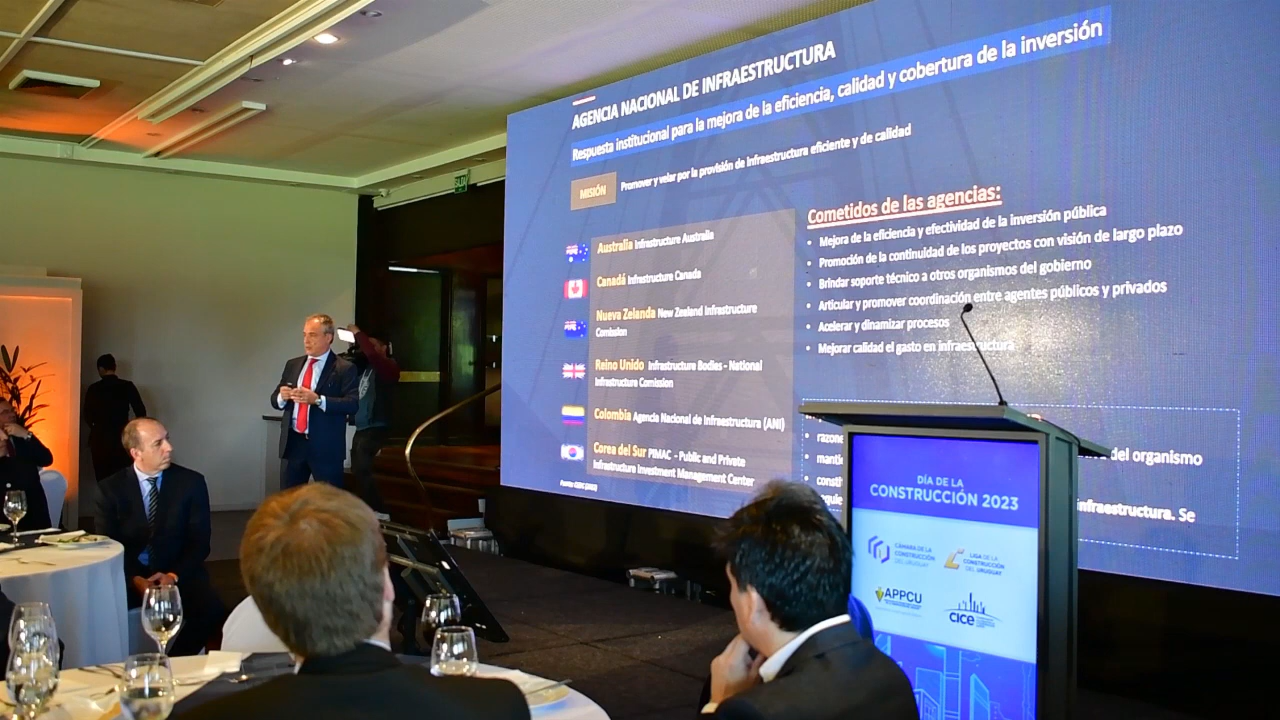 AGENCIA NACIONAL DE INFRAESTRUCTURA
Respuesta institucional para la mejora de la eficiencia, calidad y cobertura de la inversión
MISIÓN
Promover y velar por la provisión de Infraestructura eficiente y de calidad
Australia Infrastructure Australia
Canadá Infrastructure Canada
Nueva Zelanda New Zealand Infrastructure
Comission
Reino Unido Infrastructure Bodies - National
Infrastructure Comission
Colombia Agencia Nacional de Infraestructura (ANI)
Corea del Sur PIMAC - Public and Private
Infrastructure Investment Management Center
Cometidos de las agencias:
• Mejora de la eficiencia y efectividad de la inversión pública
• Promoción de la continuidad de los proyectos con visión de largo plazo
• Brindar soporte técnico a otros organismos del gobierno
• Articular y promover coordinación entre agentes públicos y privados
• Acelerar y dinamizar procesos
• Mejorar calidad el gasto en infraestructura
del organismo
infraestructura. Se
DÍA DE LA
CONSTRUCCIÓN 2023
CÁMARA DE LA
CONSTRUCCIÓN
DEL URUGUAY
LIGA DE LA
CONSTRUCCIÓN
DEL URUGUAY
APPCU
CICE